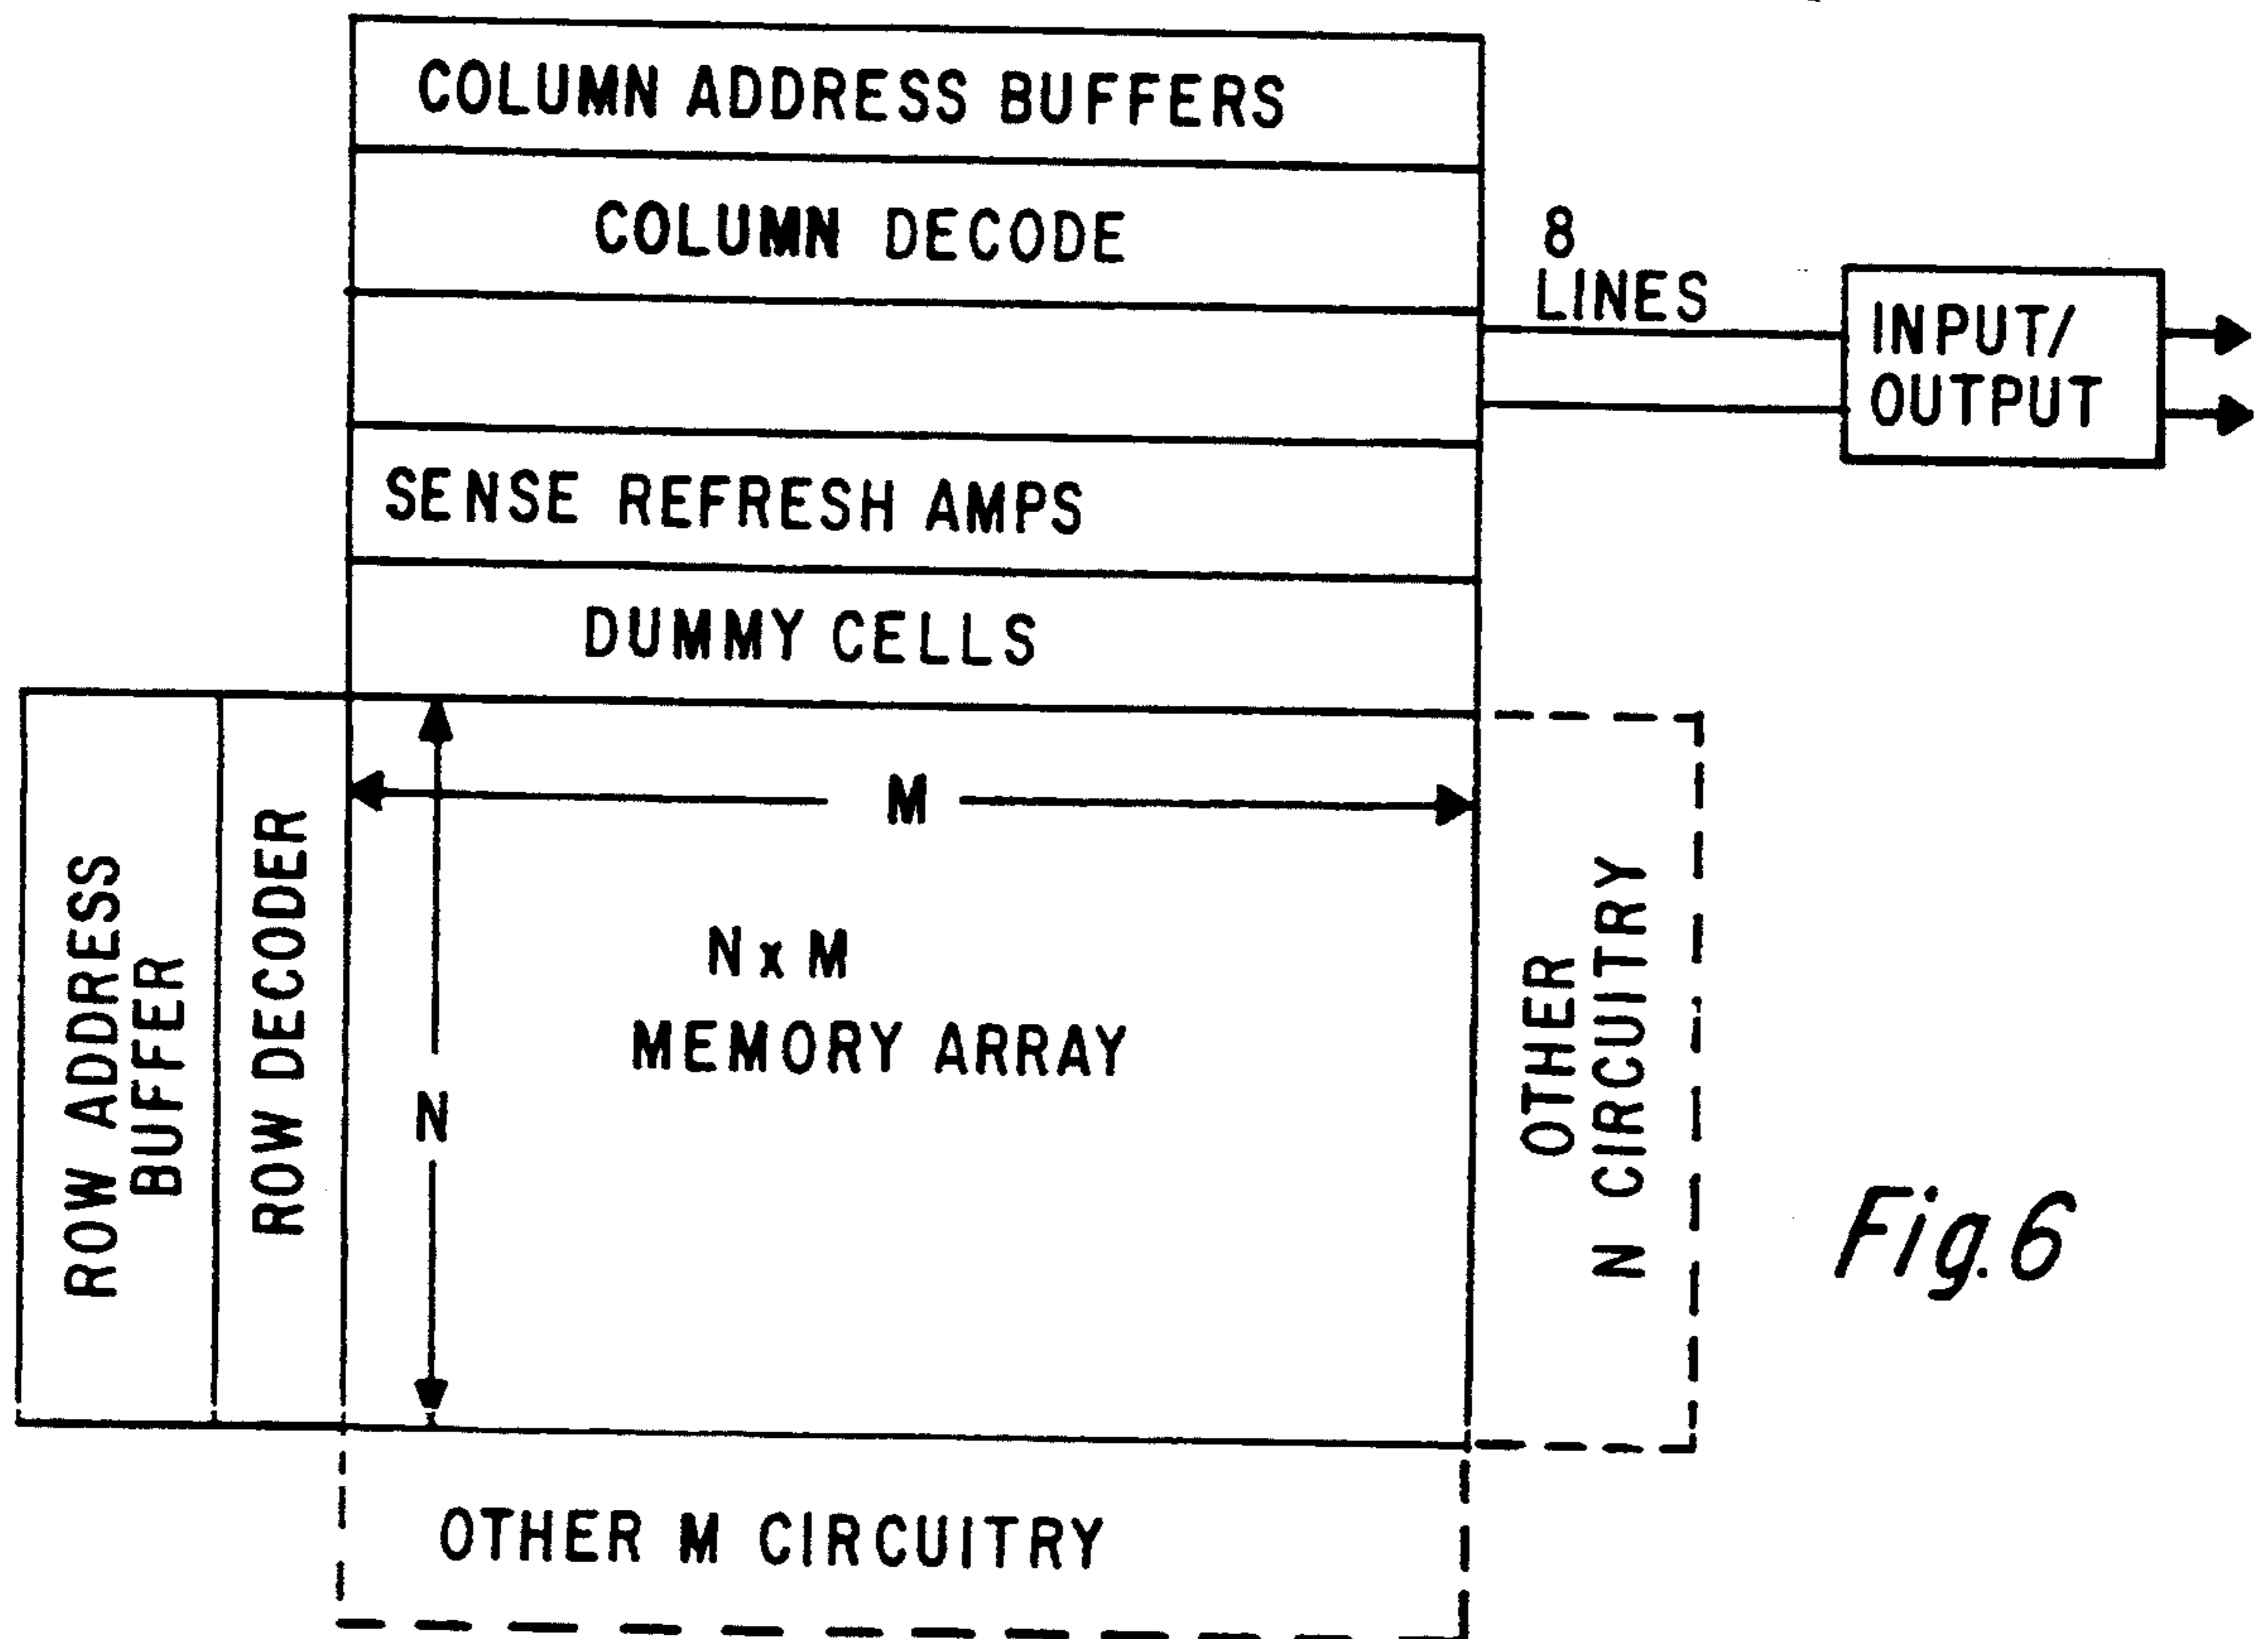 COLUMN ADDRESS BUFFERS
COLUMN DECODE
8
LINES
INPUT/
OUTPUT
SENSE REFRESH AMPS
DUMMY CELLS
ROW ADDRESS
BUFFER
ROW DECODER
M
N
N x M
MEMORY ARRAY
OTHER
N CIRCUITRY
OTHER M CIRCUITRY
Fig.6